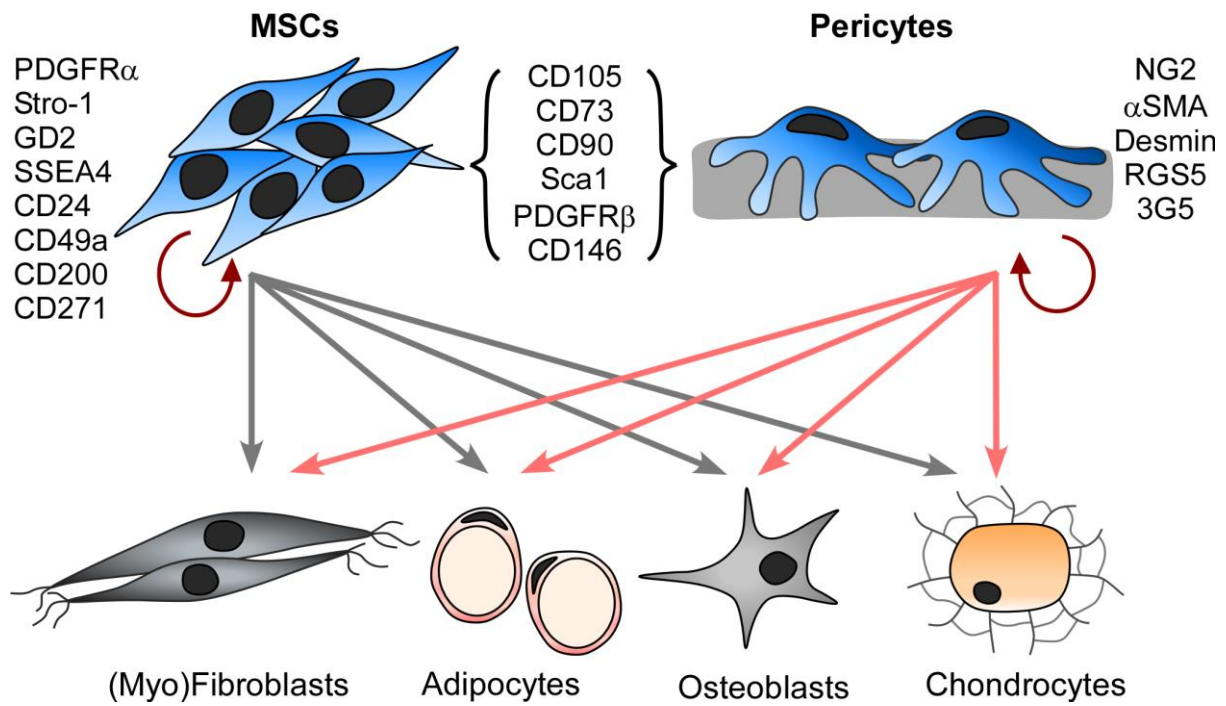 MSCs
Pericytes
PDGFRα
Stro-1
GD2
SSEA4
CD24
CD49a
CD200
CD271
CD105
CD73
CD90
Sca1
PDGFRβ
CD146
NG2
αSMA
Desmin
RGS5
3G5
(Myo)Fibroblasts
Adipocytes
Osteoblasts
Chondrocytes